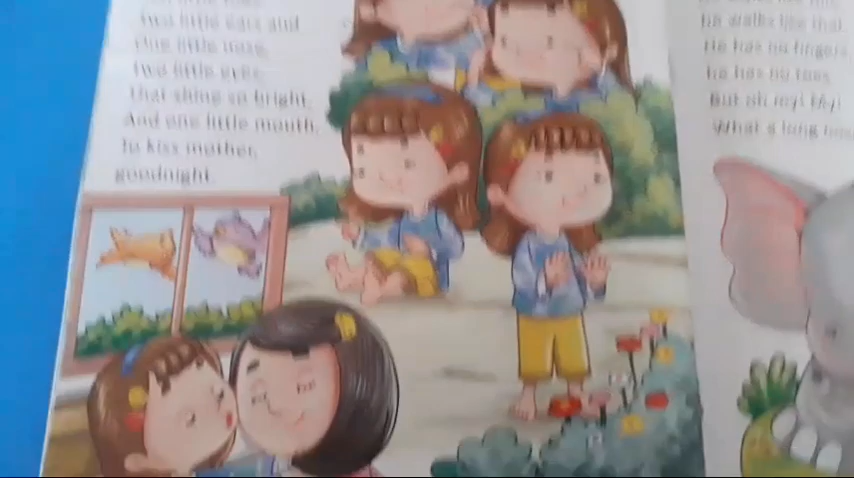 Two little ears and
One little nose,
Two little eyes,
That shine so bright,
And one little mouth,
To kiss mother,
goodnight.
he walks like that.
He has no fingers
he has no toes
But oh my! My!
What a long